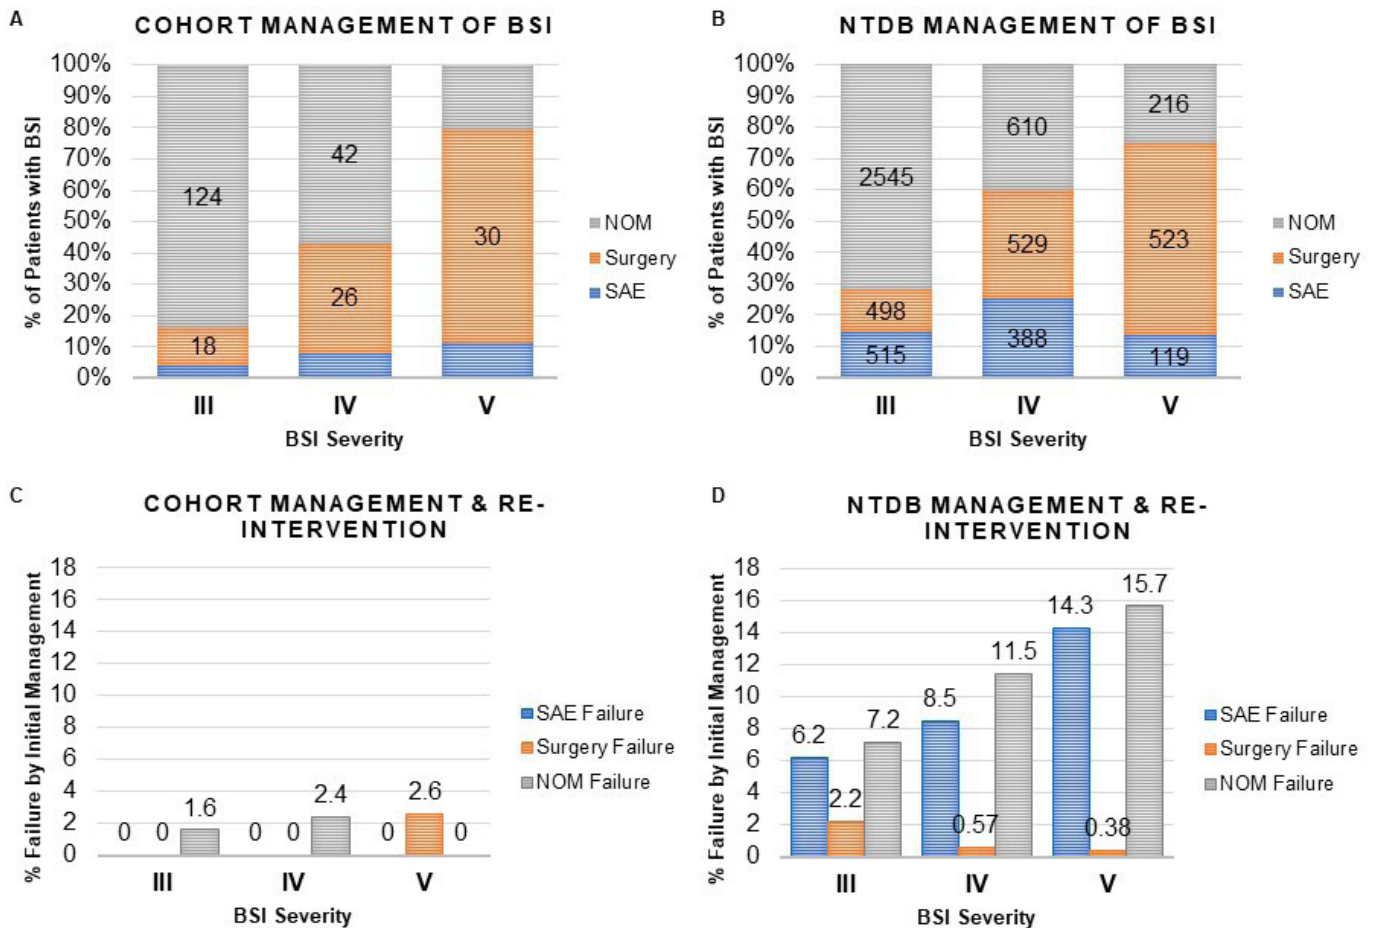 A
COHORT MANAGEMENT OF BSI
% of Patients with BSI
100%
90%
80%
70%
60%
50%
40%
30%
20%
10%
0%
124
18
42
26
30
III
IV
V
BSI Severity
NOM
Surgery
SAE
B
NTDB MANAGEMENT OF BSI
% of Patients with BSI
100%
90%
80%
70%
60%
50%
40%
30%
20%
10%
0%
2545
498
515
610
529
388
216
523
119
III
IV
V
BSI Severity
NOM
Surgery
SAE
C
COHORT MANAGEMENT & RE-
INTERVENTION
% Failure by Initial Management
18
16
14
12
10
8
6
4
2
0
0
0
1.6
0
0
2.4
0
2.6
0
III
IV
V
BSI Severity
SAE Failure
Surgery Failure
NOM Failure
D
NTDB MANAGEMENT & RE-
INTERVENTION
% Failure by Initial Management
18
16
14
12
10
8
6
4
2
0
6.2
2.2
7.2
8.5
0.57
11.5
14.3
0.38
15.7
III
IV
V
BSI Severity
SAE Failure
Surgery Failure
NOM Failure